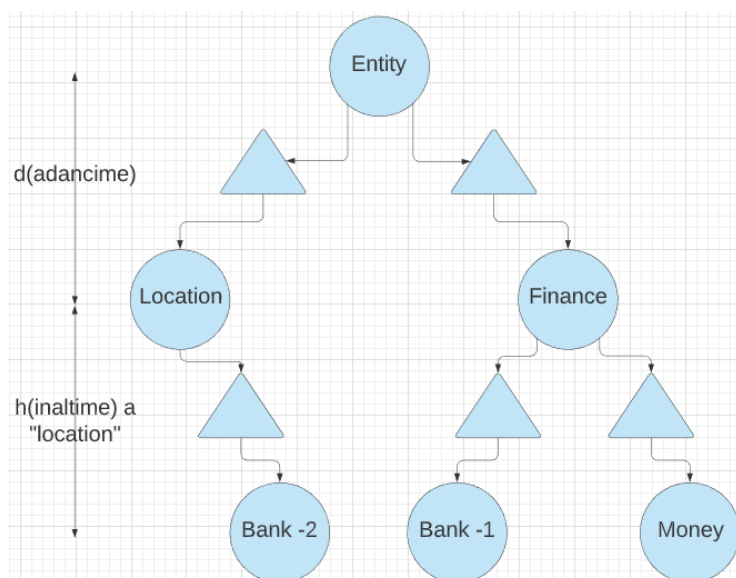 Entity
d(adancime)
Location
Finance
h(inaltime) a
"location"
Bank -2
Bank -1
Money